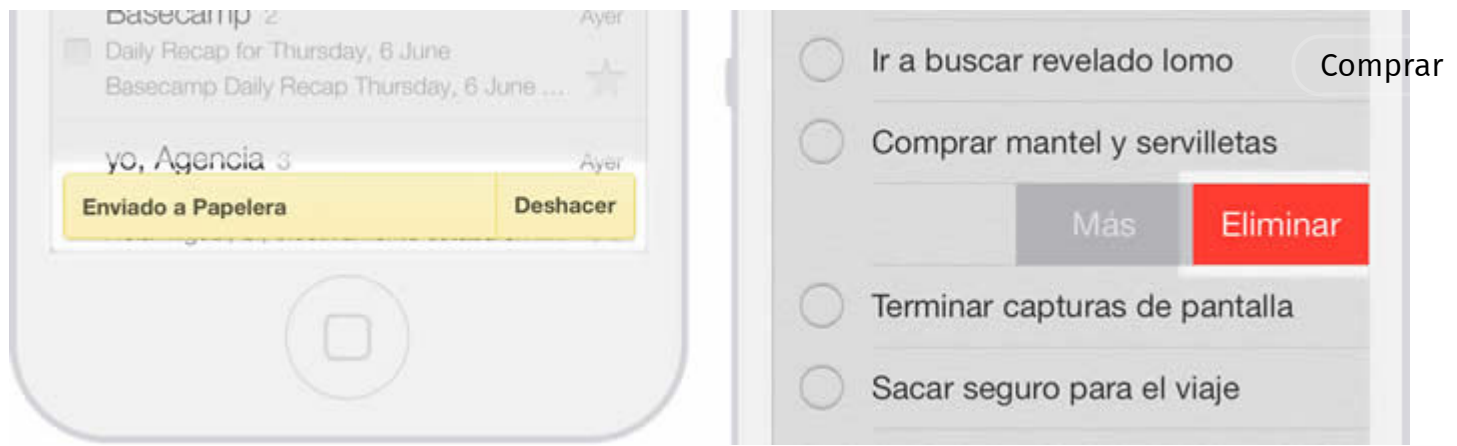 Basecamp 2 Ayer
Daily Recap for Thursday, 6 June
Basecamp Daily Recap Thursday, 6 June ...
yo, Agencia 3 Ayer
Enviado a Papelera Deshacer
Ir a buscar revelado lomo
Comprar
Comprar mantel y servilletas
Más Eliminar
Terminar capturas de pantalla
Sacar seguro para el viaje